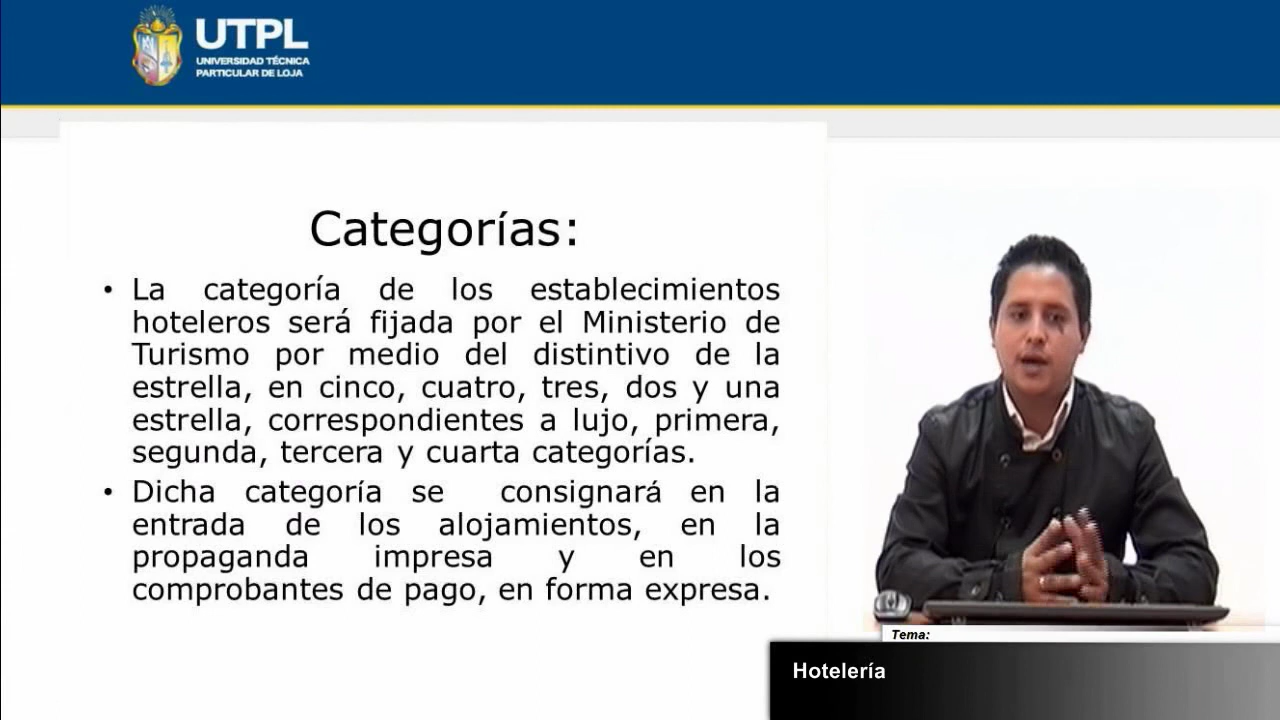 UTPL
UNIVERSIDAD TÉCNICA
PARTICULAR DE LOJA
Categorías:
• La categoría de los establecimientos
hoteleros será fijada por el Ministerio de
Turismo por medio del distintivo de la
estrella, en cinco, cuatro, tres, dos y una
estrella, correspondientes a lujo, primera,
segunda, tercera y cuarta categorías.
• Dicha categoría se consignará en la
entrada de los alojamientos, en la
propaganda impresa y en los
comprobantes de pago, en forma expresa.
Tema:
Hotelería